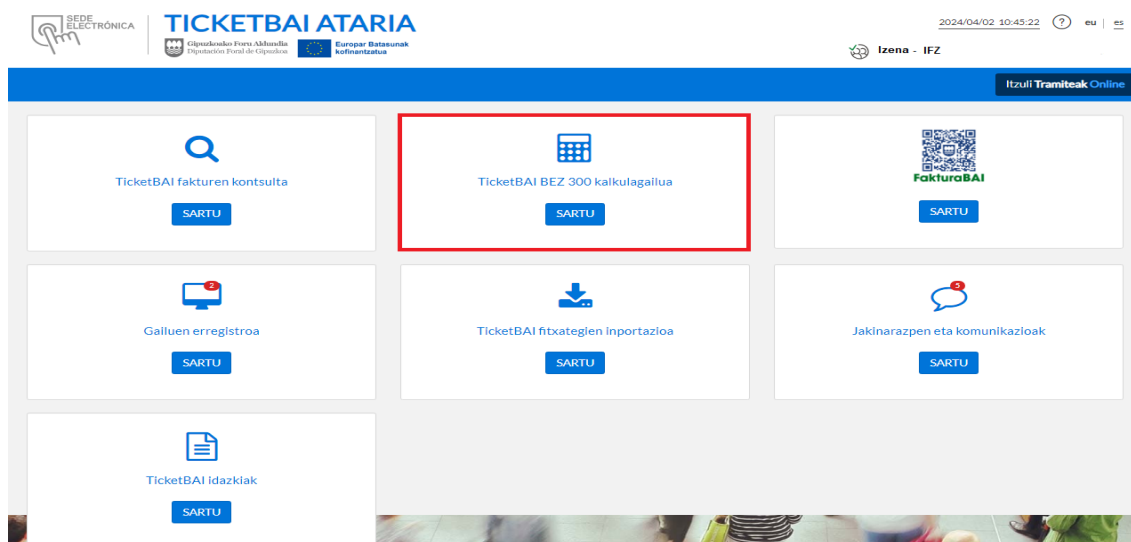 SEDE
ELECTRÓNICA
TICKETBAI ATARIA
Gipuzkoako Foru Aldundia
Diputación Foral de Gipuzkoa
Europar Batasunak
kofinantzatua
2024/04/02 10:45:22 ? eu | es
Izena - IFZ
Itzuli Tramiteak Online
TicketBAI fakturen kontsulta
SARTU
TicketBAI BEZ 300 kalkulagailua
SARTU
FakturaBAI
SARTU
2
Gailuen erregistroa
SARTU
TicketBAI fitxategien inportazioa
SARTU
5
Jakinarazpen eta komunikazioak
SARTU
TicketBAI idazkiak
SARTU